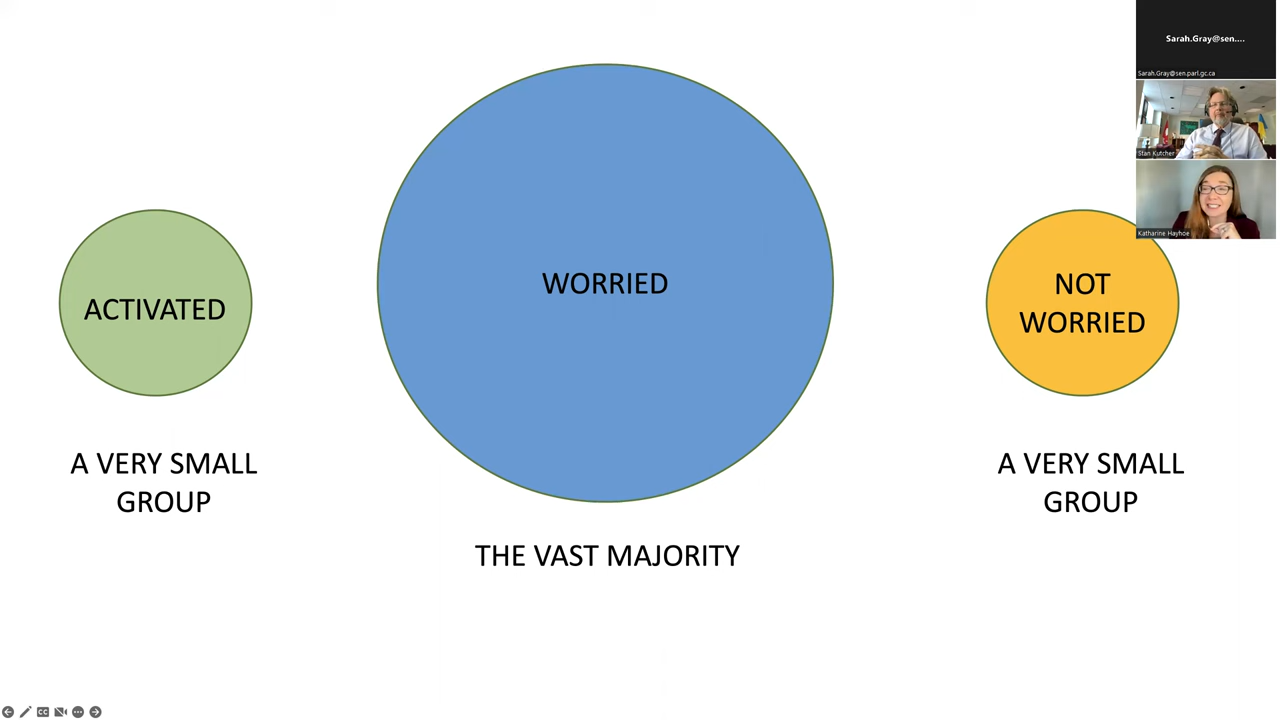 ACTIVATED
A VERY SMALL
GROUP
WORRIED
THE VAST MAJORITY
NOT
WORRIED
A VERY SMALL
GROUP
Sarah.Gray@sen....
Sarah.Gray@sen.parl.gc.ca
Stan Kutcher
Katharine Hayhoe
CC